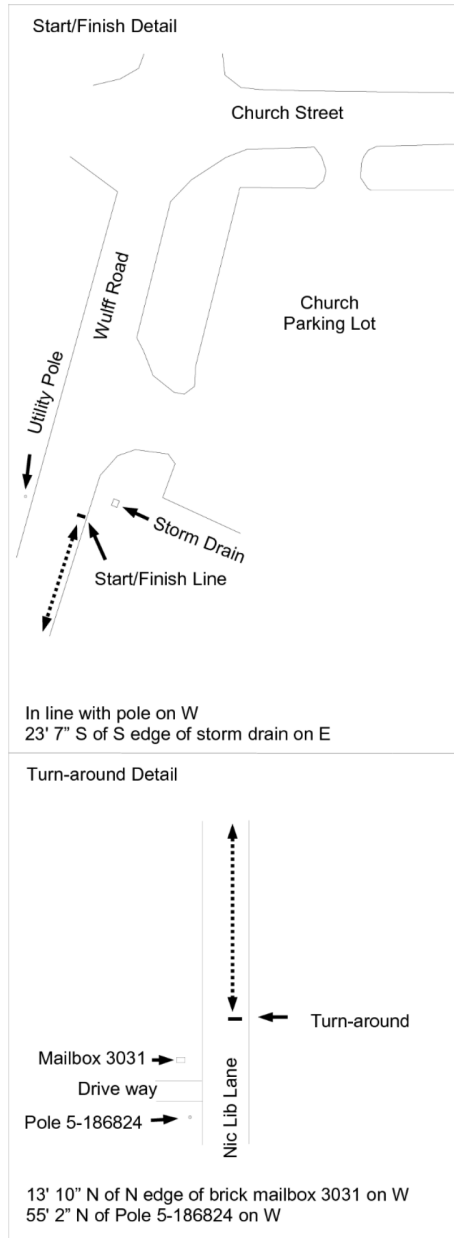 Start/Finish Detail
Church Street
Wulff Road
Church
Parking Lot
Utility Pole
Storm Drain
Start/Finish Line
In line with pole on W
23' 7” S of S edge of storm drain on E
Turn-around Detail
Turn-around
Mailbox 3031
Drive way
Nic Lib Lane
Pole 5-186824
13' 10” N of N edge of brick mailbox 3031 on W
55' 2” N of Pole 5-186824 on W